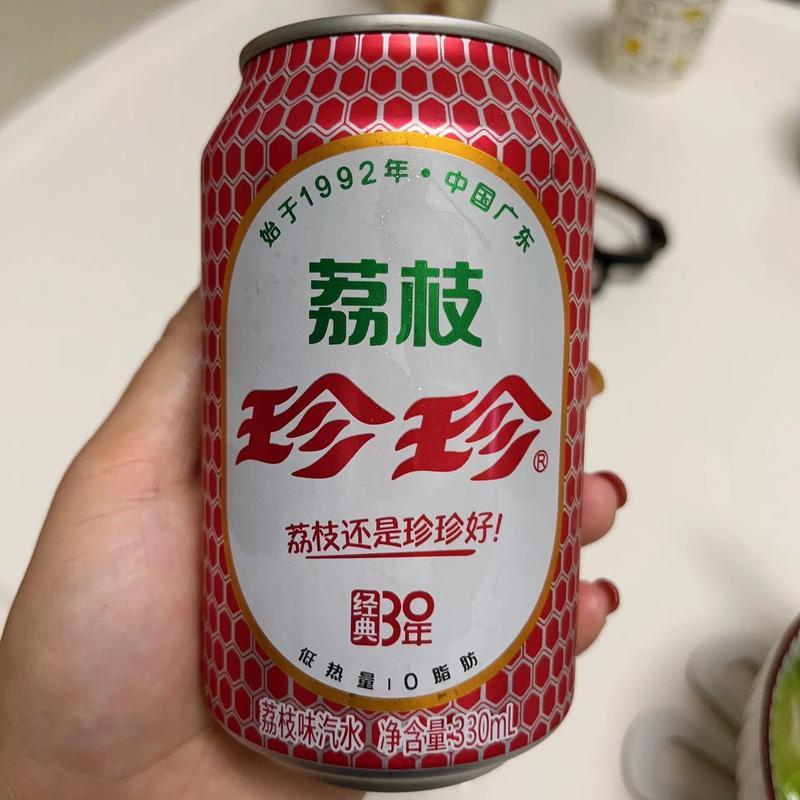 始于1992年·中国广东
荔枝
珍珍®
荔枝还是珍珍好!
经典30年
低热量|0脂肪
荔枝味汽水 净含量:330mL